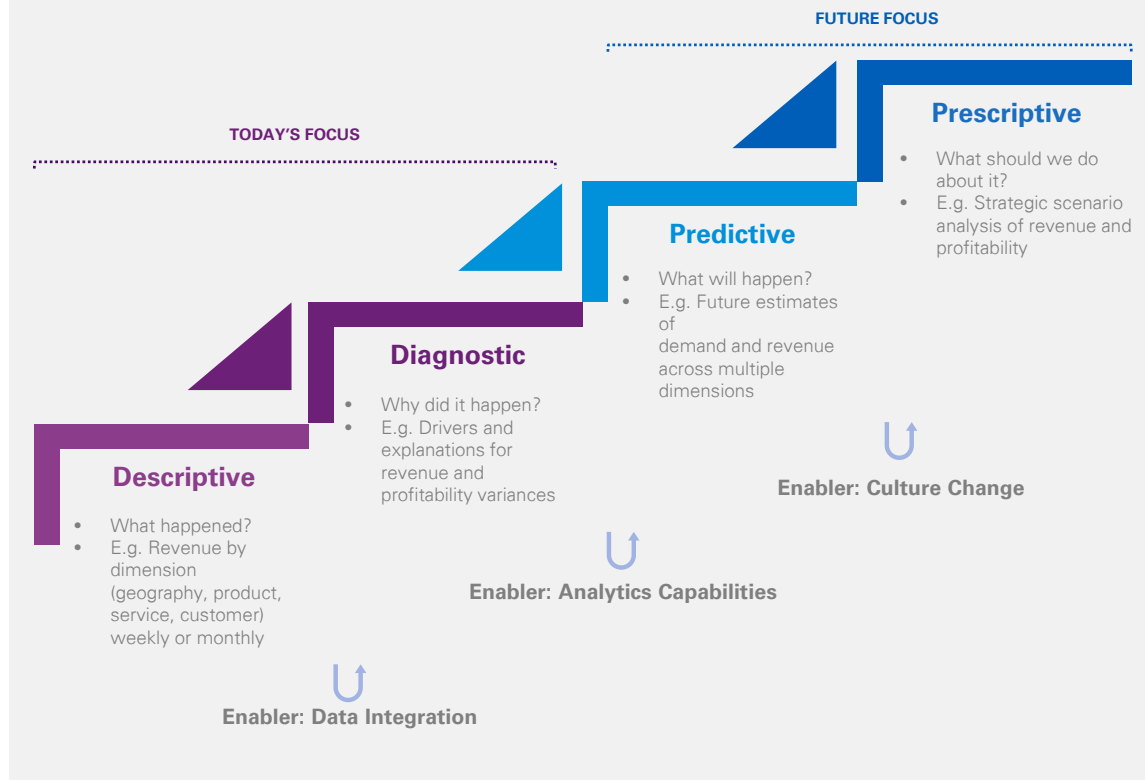 FUTURE FOCUS
TODAY'S FOCUS
Prescriptive
• What should we do
about it?
• E.g. Strategic scenario
analysis of revenue and
profitability
Predictive
• What will happen?
• E.g. Future estimates
of
demand and revenue
across multiple
dimensions
Diagnostic
• Why did it happen?
• E.g. Drivers and
explanations for
revenue and
profitability variances
Descriptive
• What happened?
• E.g. Revenue by
dimension
(geography, product,
service, customer)
weekly or monthly
Enabler: Culture Change
Enabler: Analytics Capabilities
Enabler: Data Integration